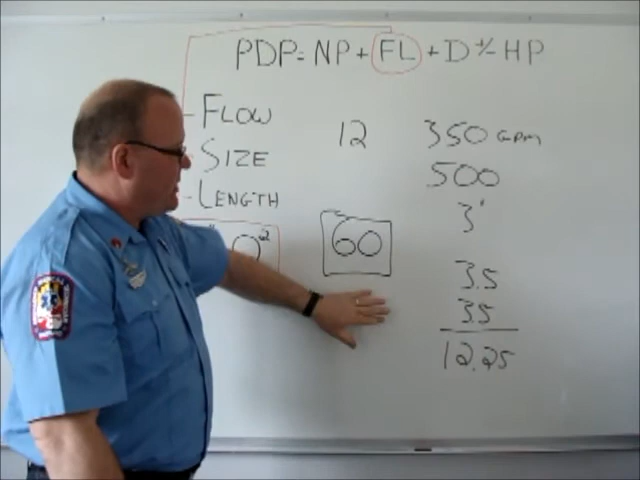 PDP = NP + FL + D +/- HP
- FLOW
- SIZE
- LENGTH
12
350 GPM
500
3"
60
3.5
3.5
12.25